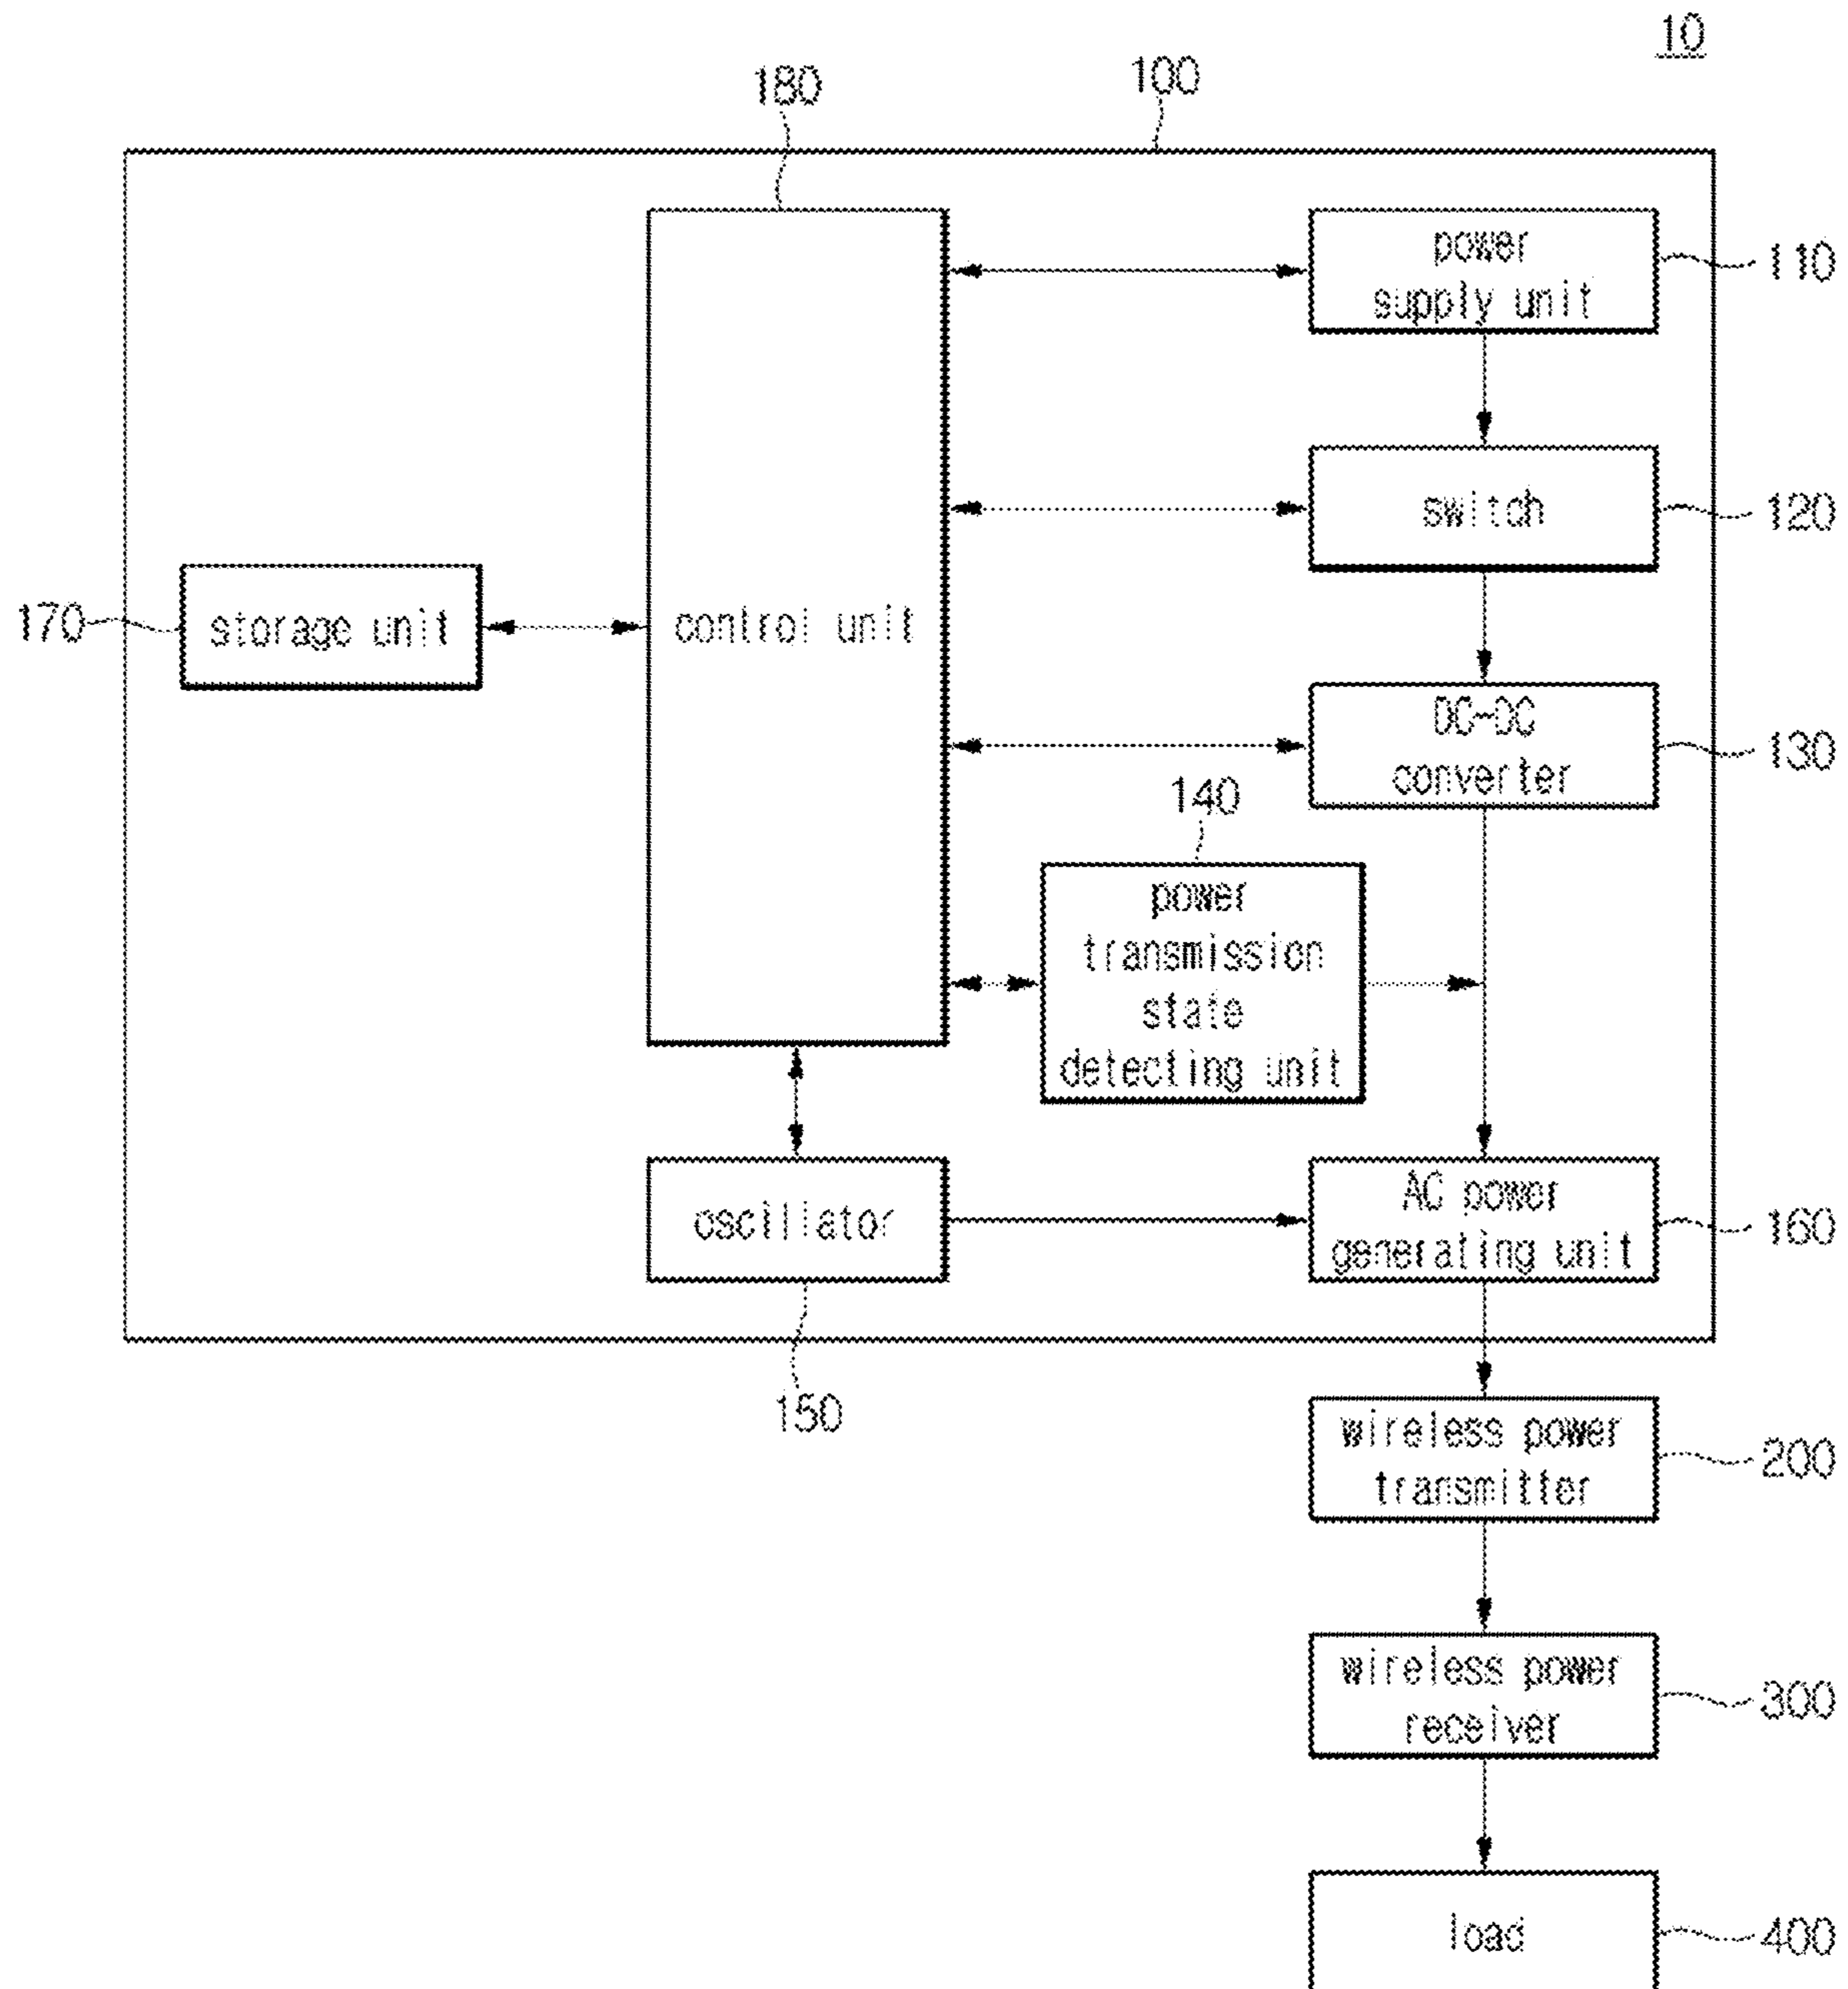 10
180
100
power
supply unit
110
switch
120
170
storage unit
control unit
DC-DC
converter
130
140
power
transmission
state
detecting unit
oscillator
AC power
generating unit
160
150
wireless power
transmitter
200
wireless power
receiver
300
load
400